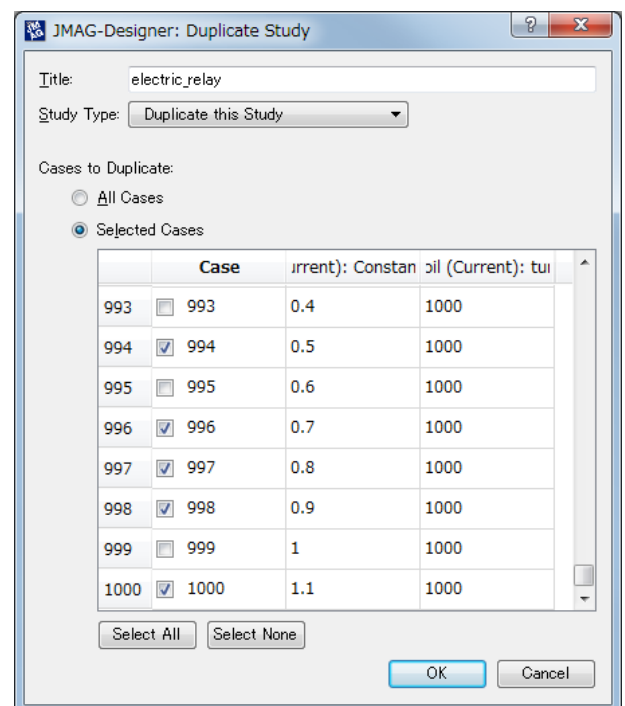 JMAG-Designer: Duplicate Study
Title: electric_relay
Study Type: Duplicate this Study
Cases to Duplicate:
All Cases
Selected Cases
Case urrent): Constan oil (Current): tur
993 993 0.4 1000
994 994 0.5 1000
995 995 0.6 1000
996 996 0.7 1000
997 997 0.8 1000
998 998 0.9 1000
999 999 1 1000
1000 1000 1.1 1000
Select All Select None
OK Cancel